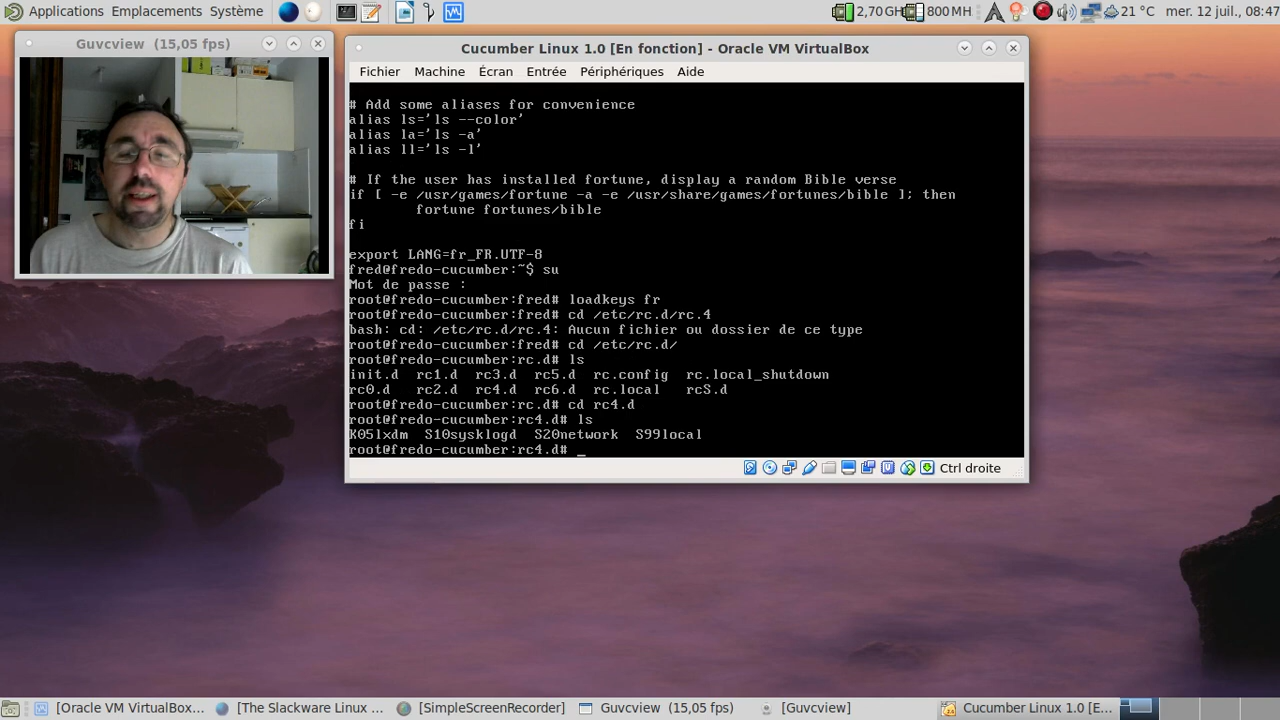 Applications Emplacements Système
2,70 GH 800 MH 21 °C mer. 12 juil., 08:47
Guvcview (15,05 fps)
Cucumber Linux 1.0 [En fonction] - Oracle VM VirtualBox
Fichier Machine Écran Entrée Périphériques Aide
# Add some aliases for convenience
alias ls='ls --color'
alias la='ls -a'
alias ll='ls -l'
# If the user has installed fortune, display a random Bible verse
if [ -e /usr/games/fortune -a -e /usr/share/games/fortunes/bible ]; then
fortune fortunes/bible
fi
export LANG=fr_FR.UTF-8
fred@fredo-cucumber:~$ su
Mot de passe :
root@fredo-cucumber:fred# loadkeys fr
root@fredo-cucumber:fred# cd /etc/rc.d/rc.4
bash: cd: /etc/rc.d/rc.4: Aucun fichier ou dossier de ce type
root@fredo-cucumber:fred# cd /etc/rc.d/
root@fredo-cucumber:rc.d# ls
init.d rc1.d rc3.d rc5.d rc.config rc.local_shutdown
rc0.d rc2.d rc4.d rc6.d rc.local rcS.d
root@fredo-cucumber:rc.d# cd rc4.d
root@fredo-cucumber:rc4.d# ls
K05lxdm S10sysklogd S20network S99local
root@fredo-cucumber:rc4.d# _
Ctrl droite
[Oracle VM VirtualBox... [The Slackware Linux ... [SimpleScreenRecorder] Guvcview (15,05 fps) [Guvcview] Cucumber Linux 1.0 [E...